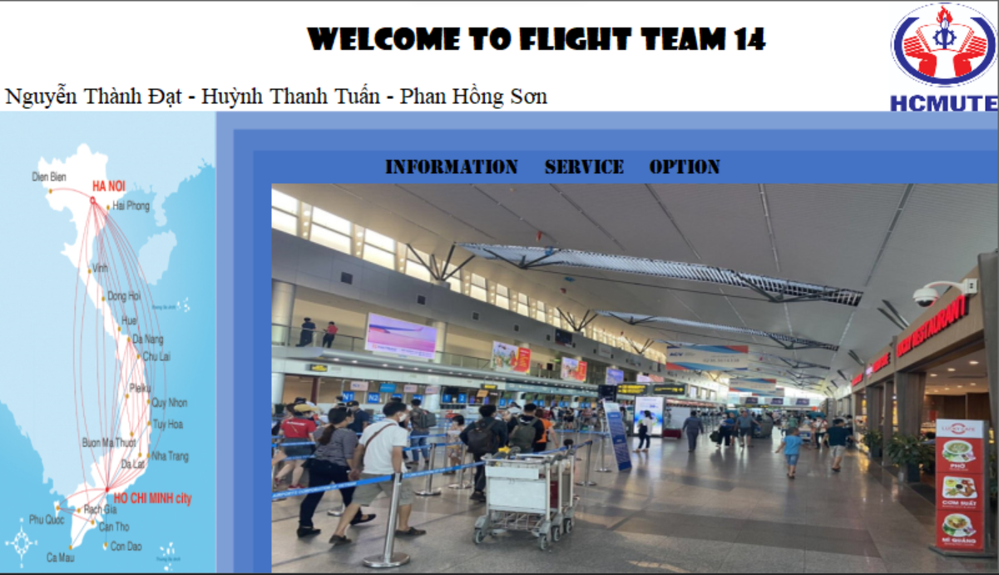 WELCOME TO FLIGHT TEAM 14
HCMUTE
Nguyễn Thành Đạt - Huỳnh Thanh Tuấn - Phan Hồng Sơn
INFORMATION SERVICE OPTION
Dien Bien
HA NOI
Hai Phong
Vinh
Dong Hoi
Hue
Da Nang
Chu Lai
Pleiku
Quy Nhon
Tuy Hoa
Buon Ma Thuot
Nha Trang
Da Lat
HO CHI MINH city
Rach Gia
Phu Quoc
Can Tho
Con Dao
Ca Mau
N1
N2
RESTAURANT
PHỞ
CƠM SUẤT
MÌ QUẢNG